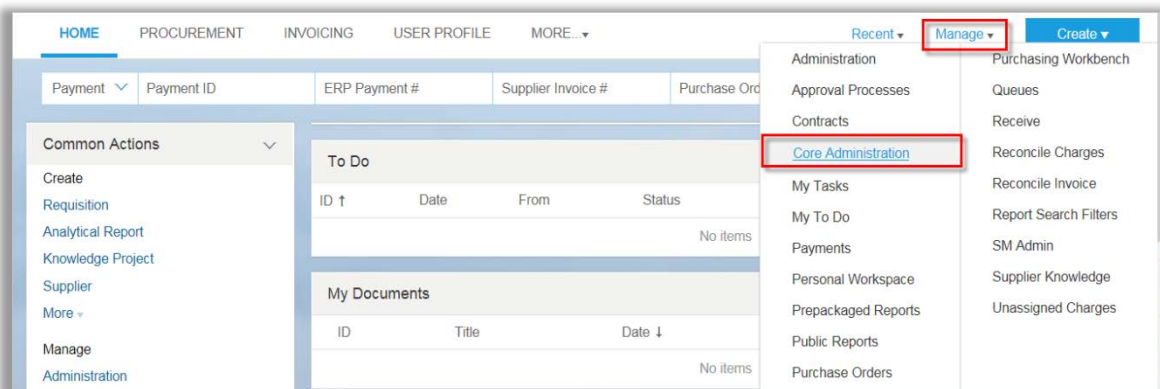 HOME PROCUREMENT INVOICING USER PROFILE MORE... Recent Manage Create
Payment Payment ID ERP Payment # Supplier Invoice # Purchase Ord
Common Actions
Create
Requisition
Analytical Report
Knowledge Project
Supplier
More
Manage
Administration
To Do
ID ↑ Date From Status
No items
My Documents
ID Title Date ↓
No items
Administration
Approval Processes
Contracts
Core Administration
My Tasks
My To Do
Payments
Personal Workspace
Prepackaged Reports
Public Reports
Purchase Orders
Purchasing Workbench
Queues
Receive
Reconcile Charges
Reconcile Invoice
Report Search Filters
SM Admin
Supplier Knowledge
Unassigned Charges